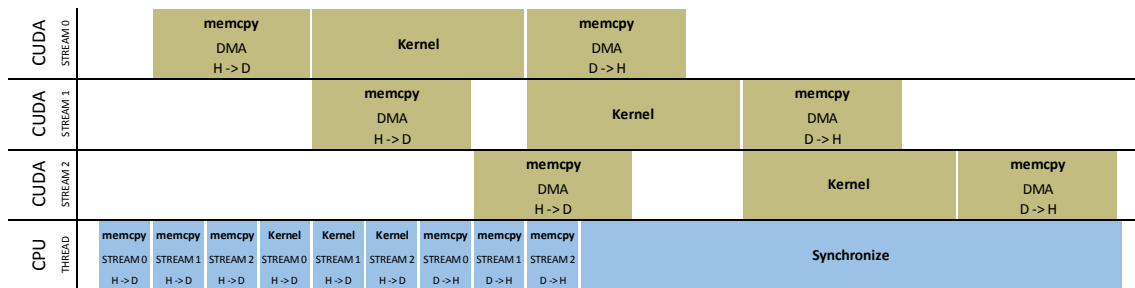 CUDA
STREAM 0
memcpy
DMA
H -> D
Kernel
memcpy
DMA
D -> H
CUDA
STREAM 1
memcpy
DMA
H -> D
Kernel
memcpy
DMA
D -> H
CUDA
STREAM 2
memcpy
DMA
H -> D
Kernel
memcpy
DMA
D -> H
CPU
THREAD
memcpy memcpy memcpy Kernel Kernel Kernel memcpy memcpy memcpy
STREAM 0 STREAM 1 STREAM 2 STREAM 0 STREAM 1 STREAM 2 STREAM 0 STREAM 1 STREAM 2
H -> D H -> D H -> D H -> D H -> D H -> D D -> H D -> H D -> H
Synchronize